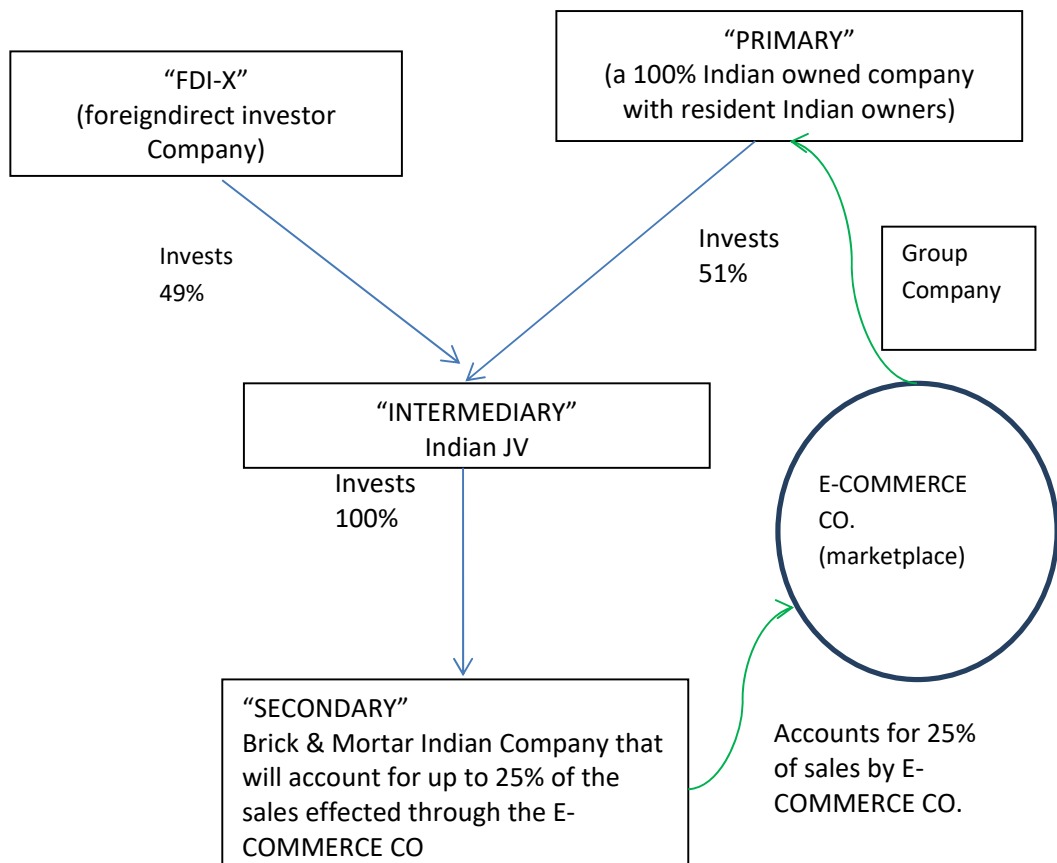 “FDI-X”
(foreigndirect investor
Company)
“PRIMARY”
(a 100% Indian owned company
with resident Indian owners)
Invests
49%
Invests
51%
Group
Company
“INTERMEDIARY”
Indian JV
Invests
100%
E-COMMERCE
CO.
(marketplace)
“SECONDARY”
Brick & Mortar Indian Company that
will account for up to 25% of the
sales effected through the E-
COMMERCE CO
Accounts for 25%
of sales by E-
COMMERCE CO.